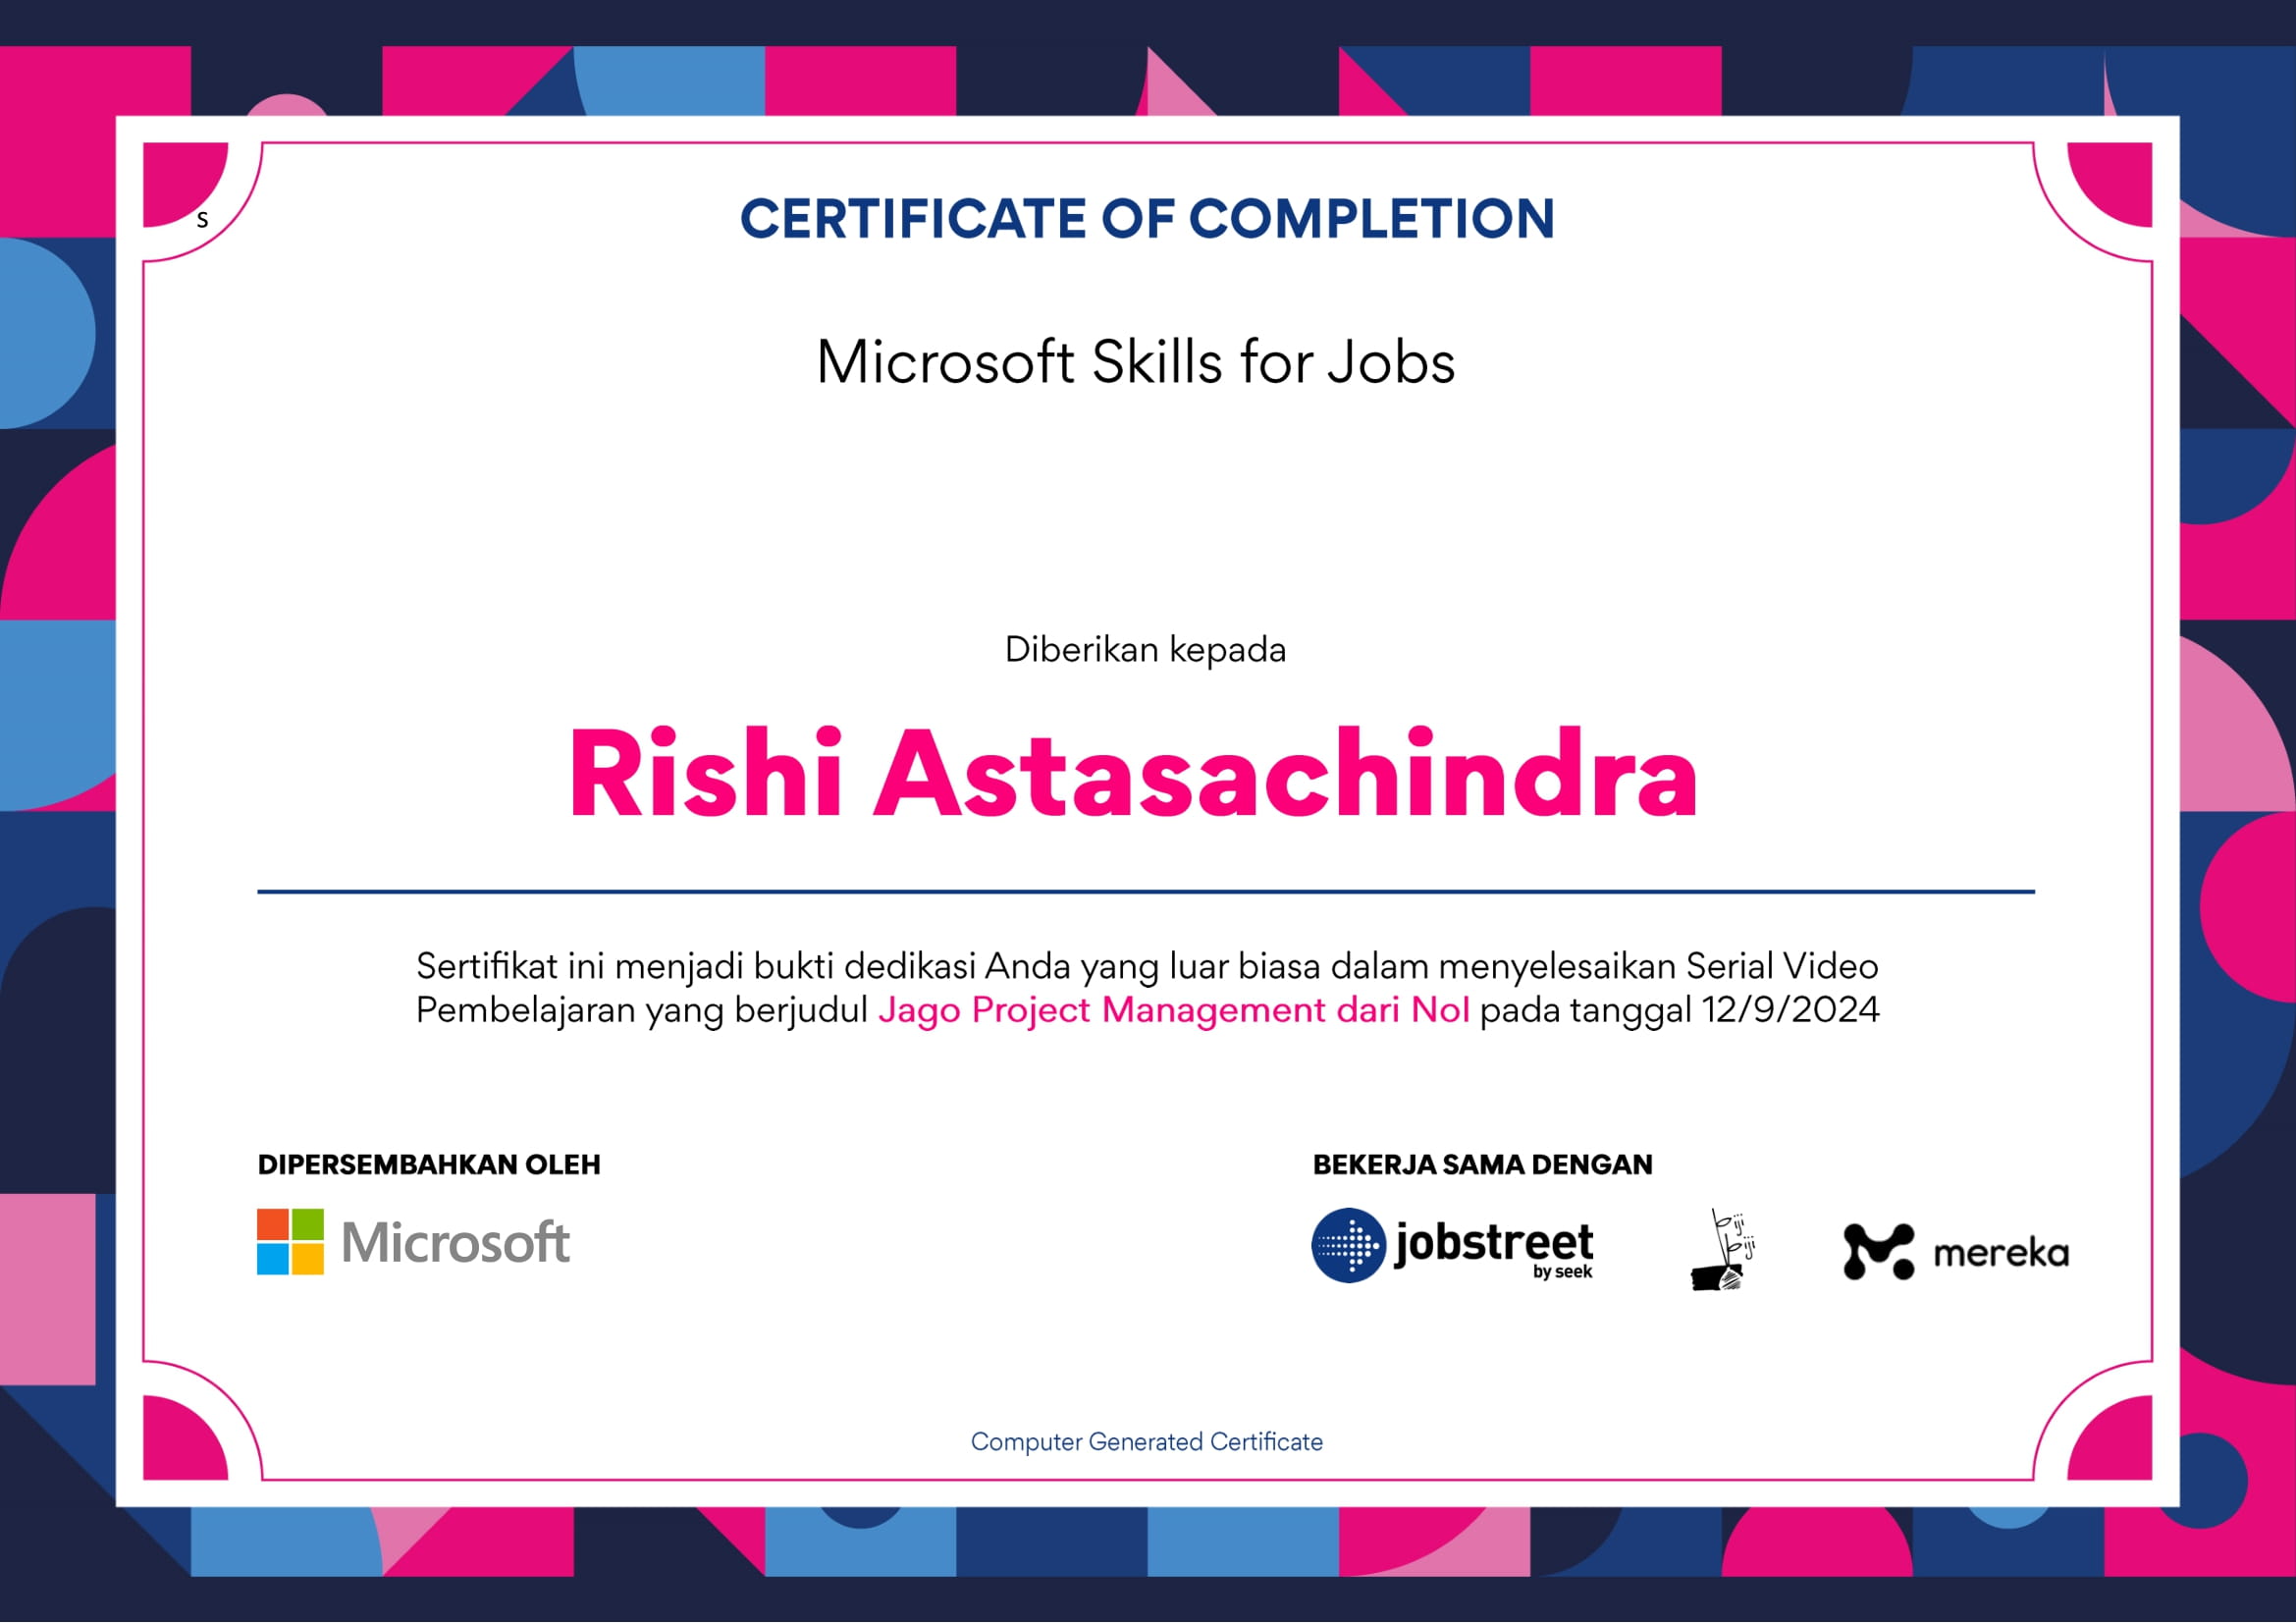 CERTIFICATE OF COMPLETION
s
Microsoft Skills for Jobs
Diberikan kepada
Rishi Astasachindra
Sertifikat ini menjadi bukti dedikasi Anda yang luar biasa dalam menyelesaikan Serial Video
Pembelajaran yang berjudul Jago Project Management dari Nol pada tanggal 12/9/2024
DIPERSEMBAHKAN OLEH
BEKERJA SAMA DENGAN
Microsoft
jobstreet
by seek
biji
biji
mereka
Computer Generated Certificate